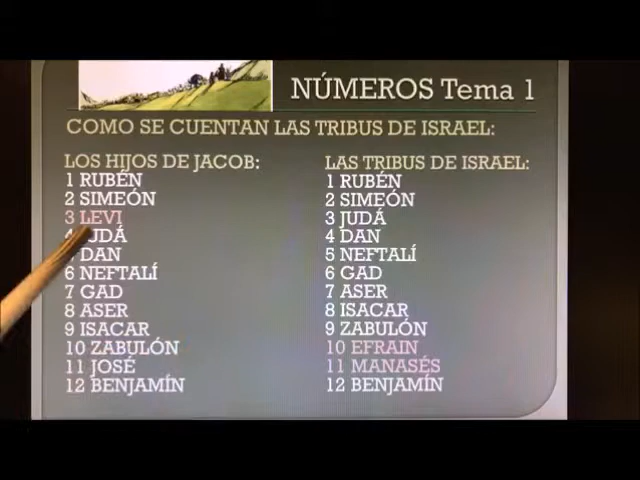 NÚMEROS Tema 1
COMO SE CUENTAN LAS TRIBUS DE ISRAEL:
LOS HIJOS DE JACOB:
1 RUBÉN
2 SIMEÓN
3 LEVI
4 JUDÁ
DAN
6 NEFTALÍ
7 GAD
8 ASER
9 ISACAR
10 ZABULÓN
11 JOSÉ
12 BENJAMÍN
LAS TRIBUS DE ISRAEL:
1 RUBÉN
2 SIMEÓN
3 JUDÁ
4 DAN
5 NEFTALÍ
6 GAD
7 ASER
8 ISACAR
9 ZABULÓN
10 EFRAIN
11 MANASÉS
12 BENJAMÍN